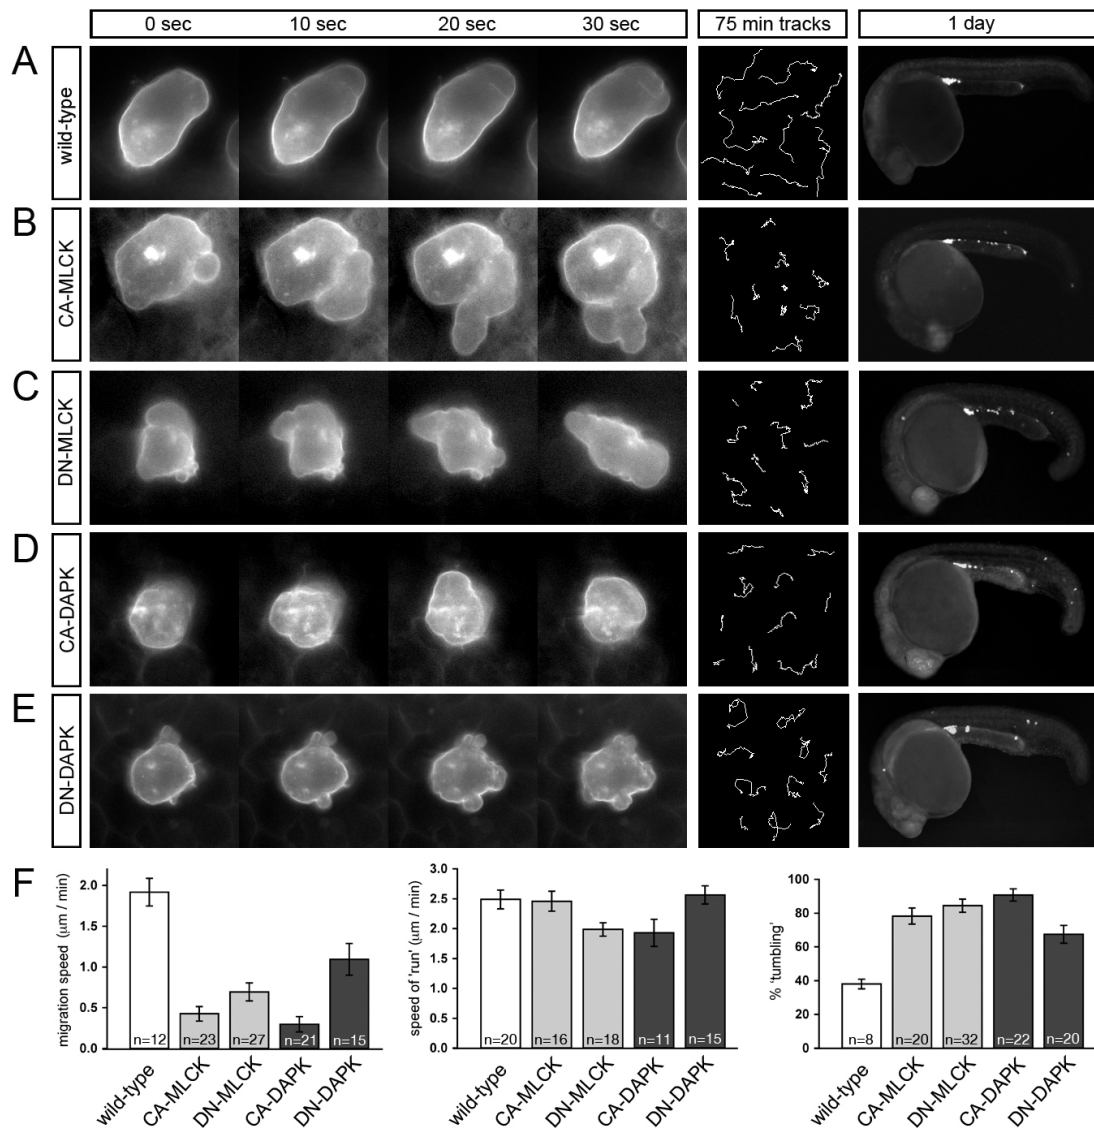 0 sec 10 sec 20 sec 30 sec 75 min tracks 1 day
A
wild-type
B
CA-MLCK
C
DN-MLCK
D
CA-DAPK
E
DN-DAPK
F
migration speed (μm / min)
2.0
1.5
1.0
0.5
0.0
n=12 n=23 n=27 n=21 n=15
wild-type CA-MLCK DN-MLCK CA-DAPK DN-DAPK
speed of 'run' (μm / min)
3.0
2.5
2.0
1.5
1.0
0.5
0.0
n=20 n=16 n=18 n=11 n=15
wild-type CA-MLCK DN-MLCK CA-DAPK DN-DAPK
% 'tumbling'
100
80
60
40
20
0
n=8 n=20 n=32 n=22 n=20
wild-type CA-MLCK DN-MLCK CA-DAPK DN-DAPK